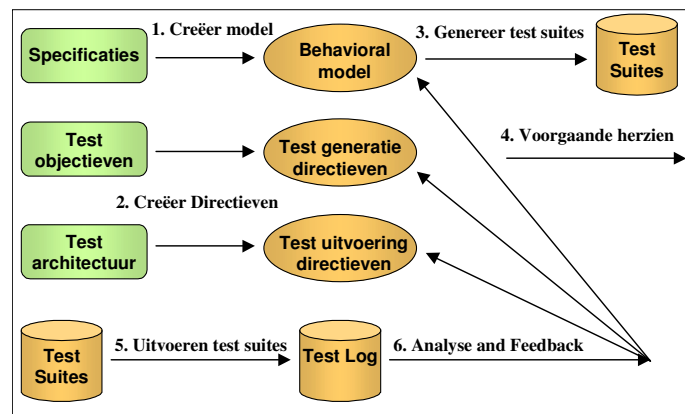 1. Creëer model
3. Genereer test suites
Specificaties
Behavioral
model
Test
Suites
Test
objectieven
Test generatie
directieven
4. Voorgaande herzien
2. Creëer Directieven
Test
architectuur
Test uitvoering
directieven
Test
Suites
5. Uitvoeren test suites
Test Log
6. Analyse and Feedback